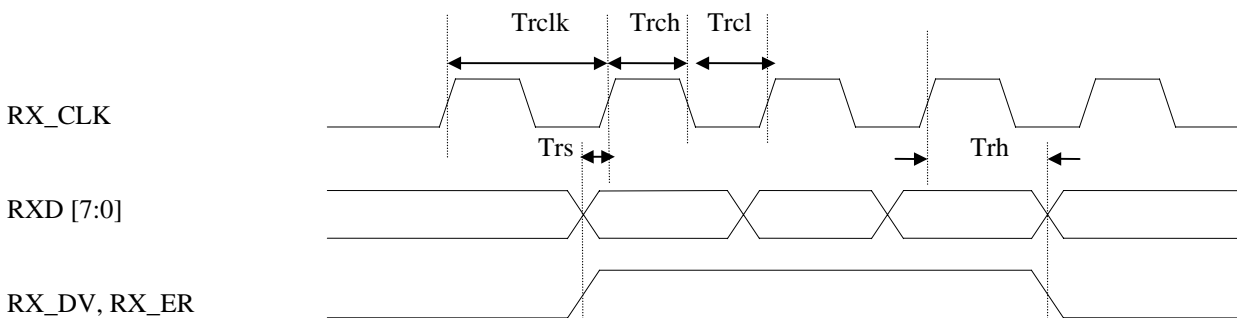 Trclk Trch Trcl
RX_CLK
Trs Trh
RXD [7:0]
RX_DV, RX_ER